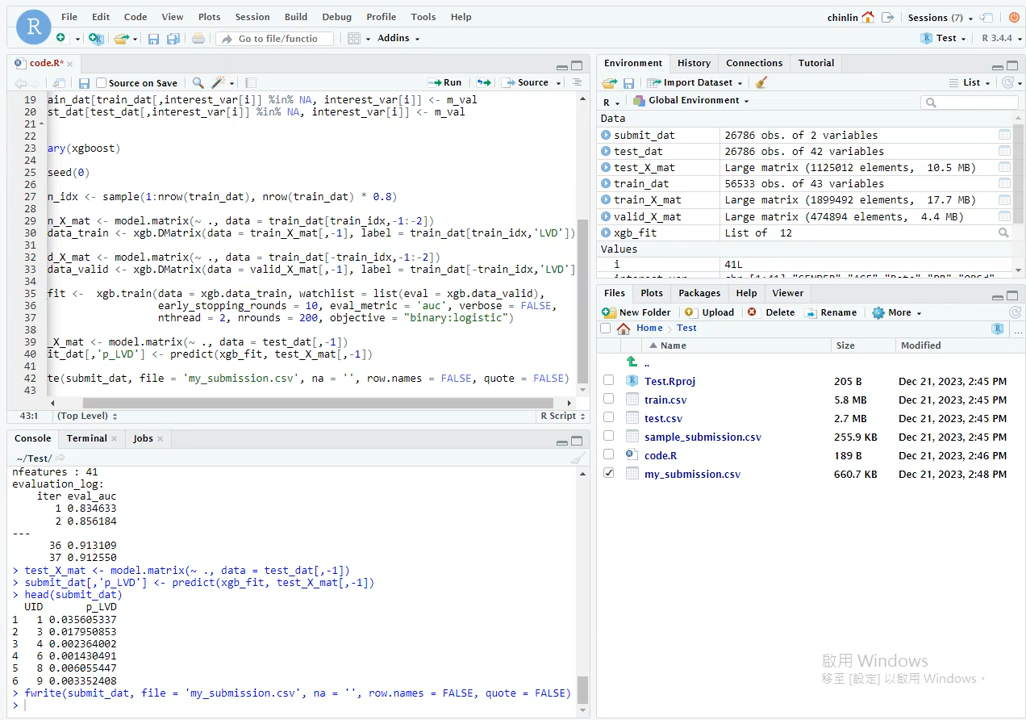 R
File Edit Code View Plots Session Build Debug Profile Tools Help
chinlin Sessions (7)
Go to file/functio Addins
Test R 3.4.4
code.R*
Source on Save Run Source
19 ain_dat[train_dat[,interest_var[i]] %in% NA, interest_var[i]] <- m_val
20 st_dat[test_dat[,interest_var[i]] %in% NA, interest_var[i]] <- m_val
21
22
23 ary(xgboost)
24
25 seed(0)
26
27 n_idx <- sample(1:nrow(train_dat), nrow(train_dat) * 0.8)
28
29 n_X_mat <- model.matrix(~ ., data = train_dat[train_idx,-1:-2])
30 data_train <- xgb.DMatrix(data = train_X_mat[,-1], label = train_dat[train_idx,'LVD'])
31
32 d_X_mat <- model.matrix(~ ., data = train_dat[-train_idx,-1:-2])
33 data_valid <- xgb.DMatrix(data = valid_X_mat[,-1], label = train_dat[-train_idx,'LVD']
34
35 fit <- xgb.train(data = xgb.data_train, watchlist = list(eval = xgb.data_valid),
36 early_stopping_rounds = 10, eval_metric = 'auc', verbose = FALSE,
37 nthread = 2, nrounds = 200, objective = "binary:logistic")
38
39 _X_mat <- model.matrix(~ ., data = test_dat[,-1])
40 it_dat[,'p_LVD'] <- predict(xgb_fit, test_X_mat[,-1])
41
42 te(submit_dat, file = 'my_submission.csv', na = '', row.names = FALSE, quote = FALSE)
43
43:1 (Top Level) R Script
Console Terminal Jobs
~/Test/
nfeatures : 41
evaluation_log:
iter eval_auc
1 0.834633
2 0.856184
---
36 0.913109
37 0.912550
> test_X_mat <- model.matrix(~ ., data = test_dat[,-1])
> submit_dat[,'p_LVD'] <- predict(xgb_fit, test_X_mat[,-1])
> head(submit_dat)
UID p_LVD
1 1 0.035605337
2 3 0.017950853
3 4 0.002364002
4 6 0.001430491
5 8 0.006055447
6 9 0.003352408
> fwrite(submit_dat, file = 'my_submission.csv', na = '', row.names = FALSE, quote = FALSE)
>
Environment History Connections Tutorial
Import Dataset List
R Global Environment
Data
submit_dat 26786 obs. of 2 variables
test_dat 26786 obs. of 42 variables
test_X_mat Large matrix (1125012 elements, 10.5 MB)
train_dat 56533 obs. of 43 variables
train_X_mat Large matrix (1899492 elements, 17.7 MB)
valid_X_mat Large matrix (474894 elements, 4.4 MB)
xgb_fit List of 12
Values
i 41L
Files Plots Packages Help Viewer
New Folder Upload Delete Rename More
Home Test ...
Name Size Modified
..
Test.Rproj 205 B Dec 21, 2023, 2:45 PM
train.csv 5.8 MB Dec 21, 2023, 2:45 PM
test.csv 2.7 MB Dec 21, 2023, 2:45 PM
sample_submission.csv 255.9 KB Dec 21, 2023, 2:45 PM
code.R 189 B Dec 21, 2023, 2:46 PM
my_submission.csv 660.7 KB Dec 21, 2023, 2:48 PM
啟用 Windows
移至 [設定] 以啟用 Windows。